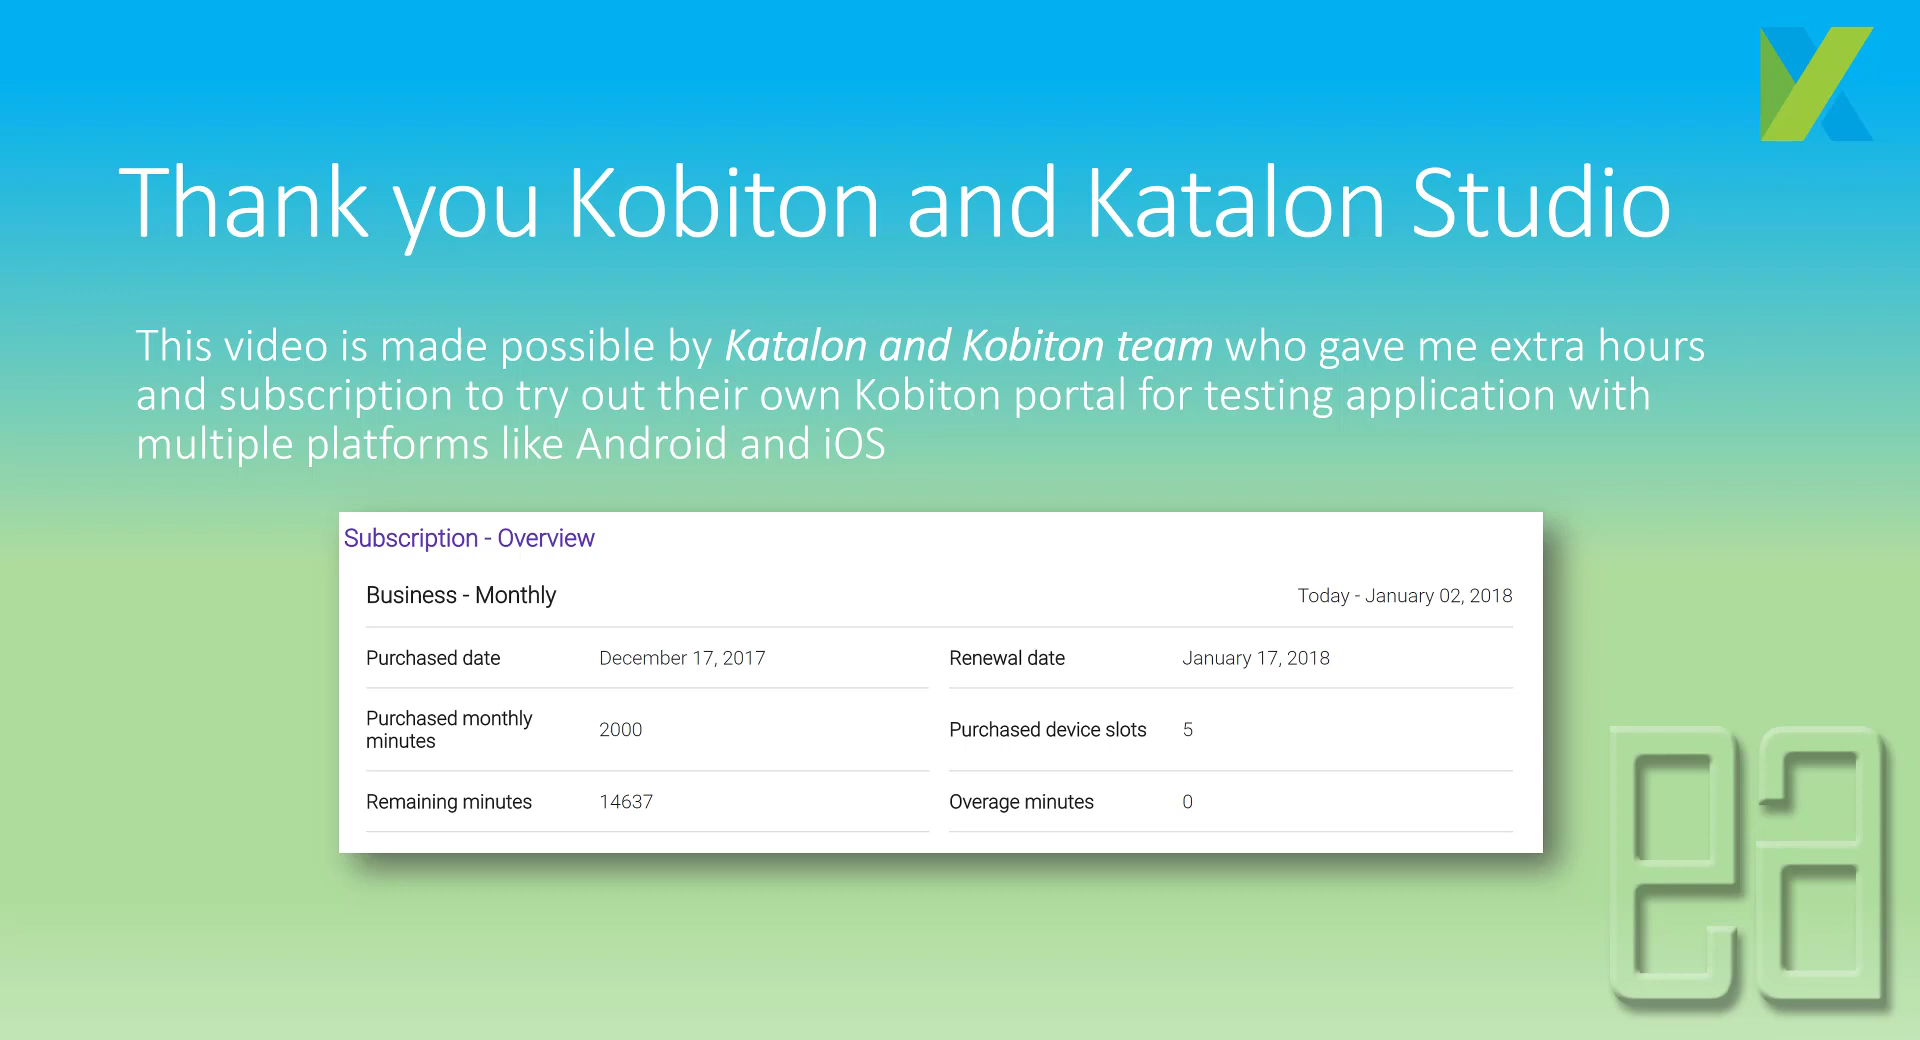 Thank you Kobiton and Katalon Studio
This video is made possible by Katalon and Kobiton team who gave me extra hours
and subscription to try out their own Kobiton portal for testing application with
multiple platforms like Android and iOS
Subscription - Overview
Business - Monthly Today - January 02, 2018
Purchased date December 17, 2017 Renewal date January 17, 2018
Purchased monthly
minutes 2000 Purchased device slots 5
Remaining minutes 14637 Overage minutes 0
ea